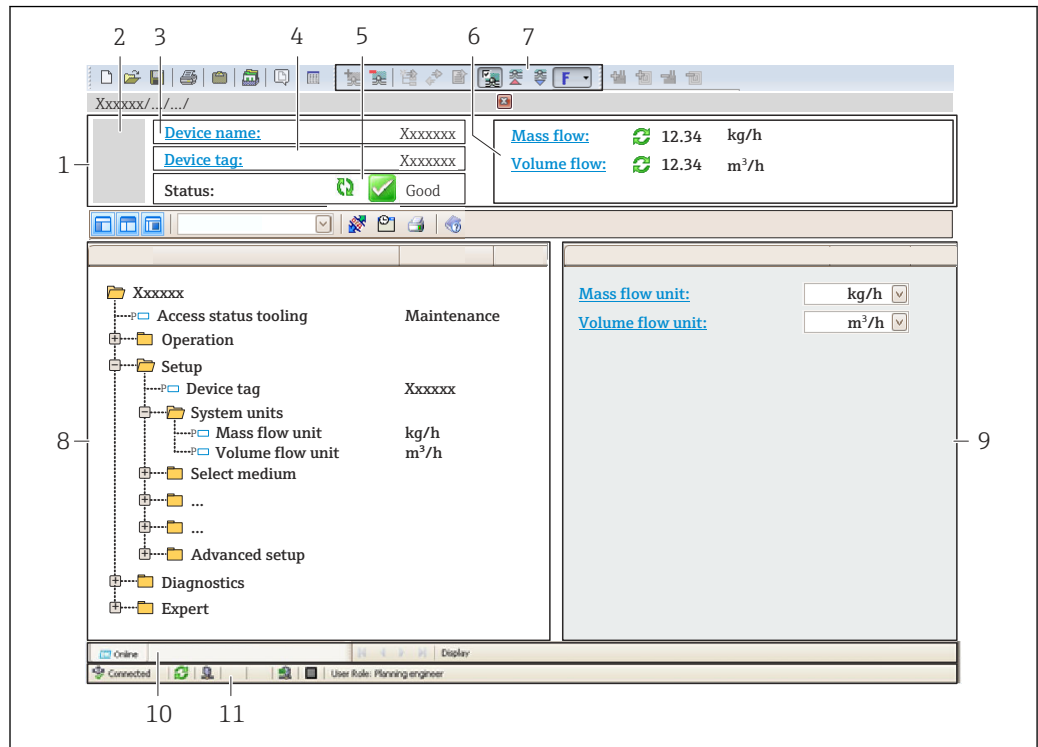 2 3 4 5 6 7
F
Xxxxxx/.../.../
1
Device name: Xxxxxxx
Device tag: Xxxxxxx
Status: Good
Mass flow: 12.34 kg/h
Volume flow: 12.34 m³/h
Xxxxxx
P Access status tooling Maintenance
Operation
Setup
P Device tag Xxxxxx
System units
P Mass flow unit kg/h
P Volume flow unit m³/h
Select medium
...
...
Advanced setup
Diagnostics
Expert
8
Mass flow unit: kg/h
Volume flow unit: m³/h
9
Online Display
Connected User Role: Planning engineer
10 11